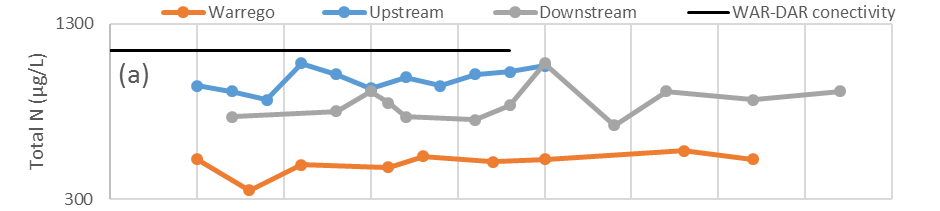 Warrego Upstream Downstream WAR-DAR conectivity
1300
(a)
Total N (µg/L)
300